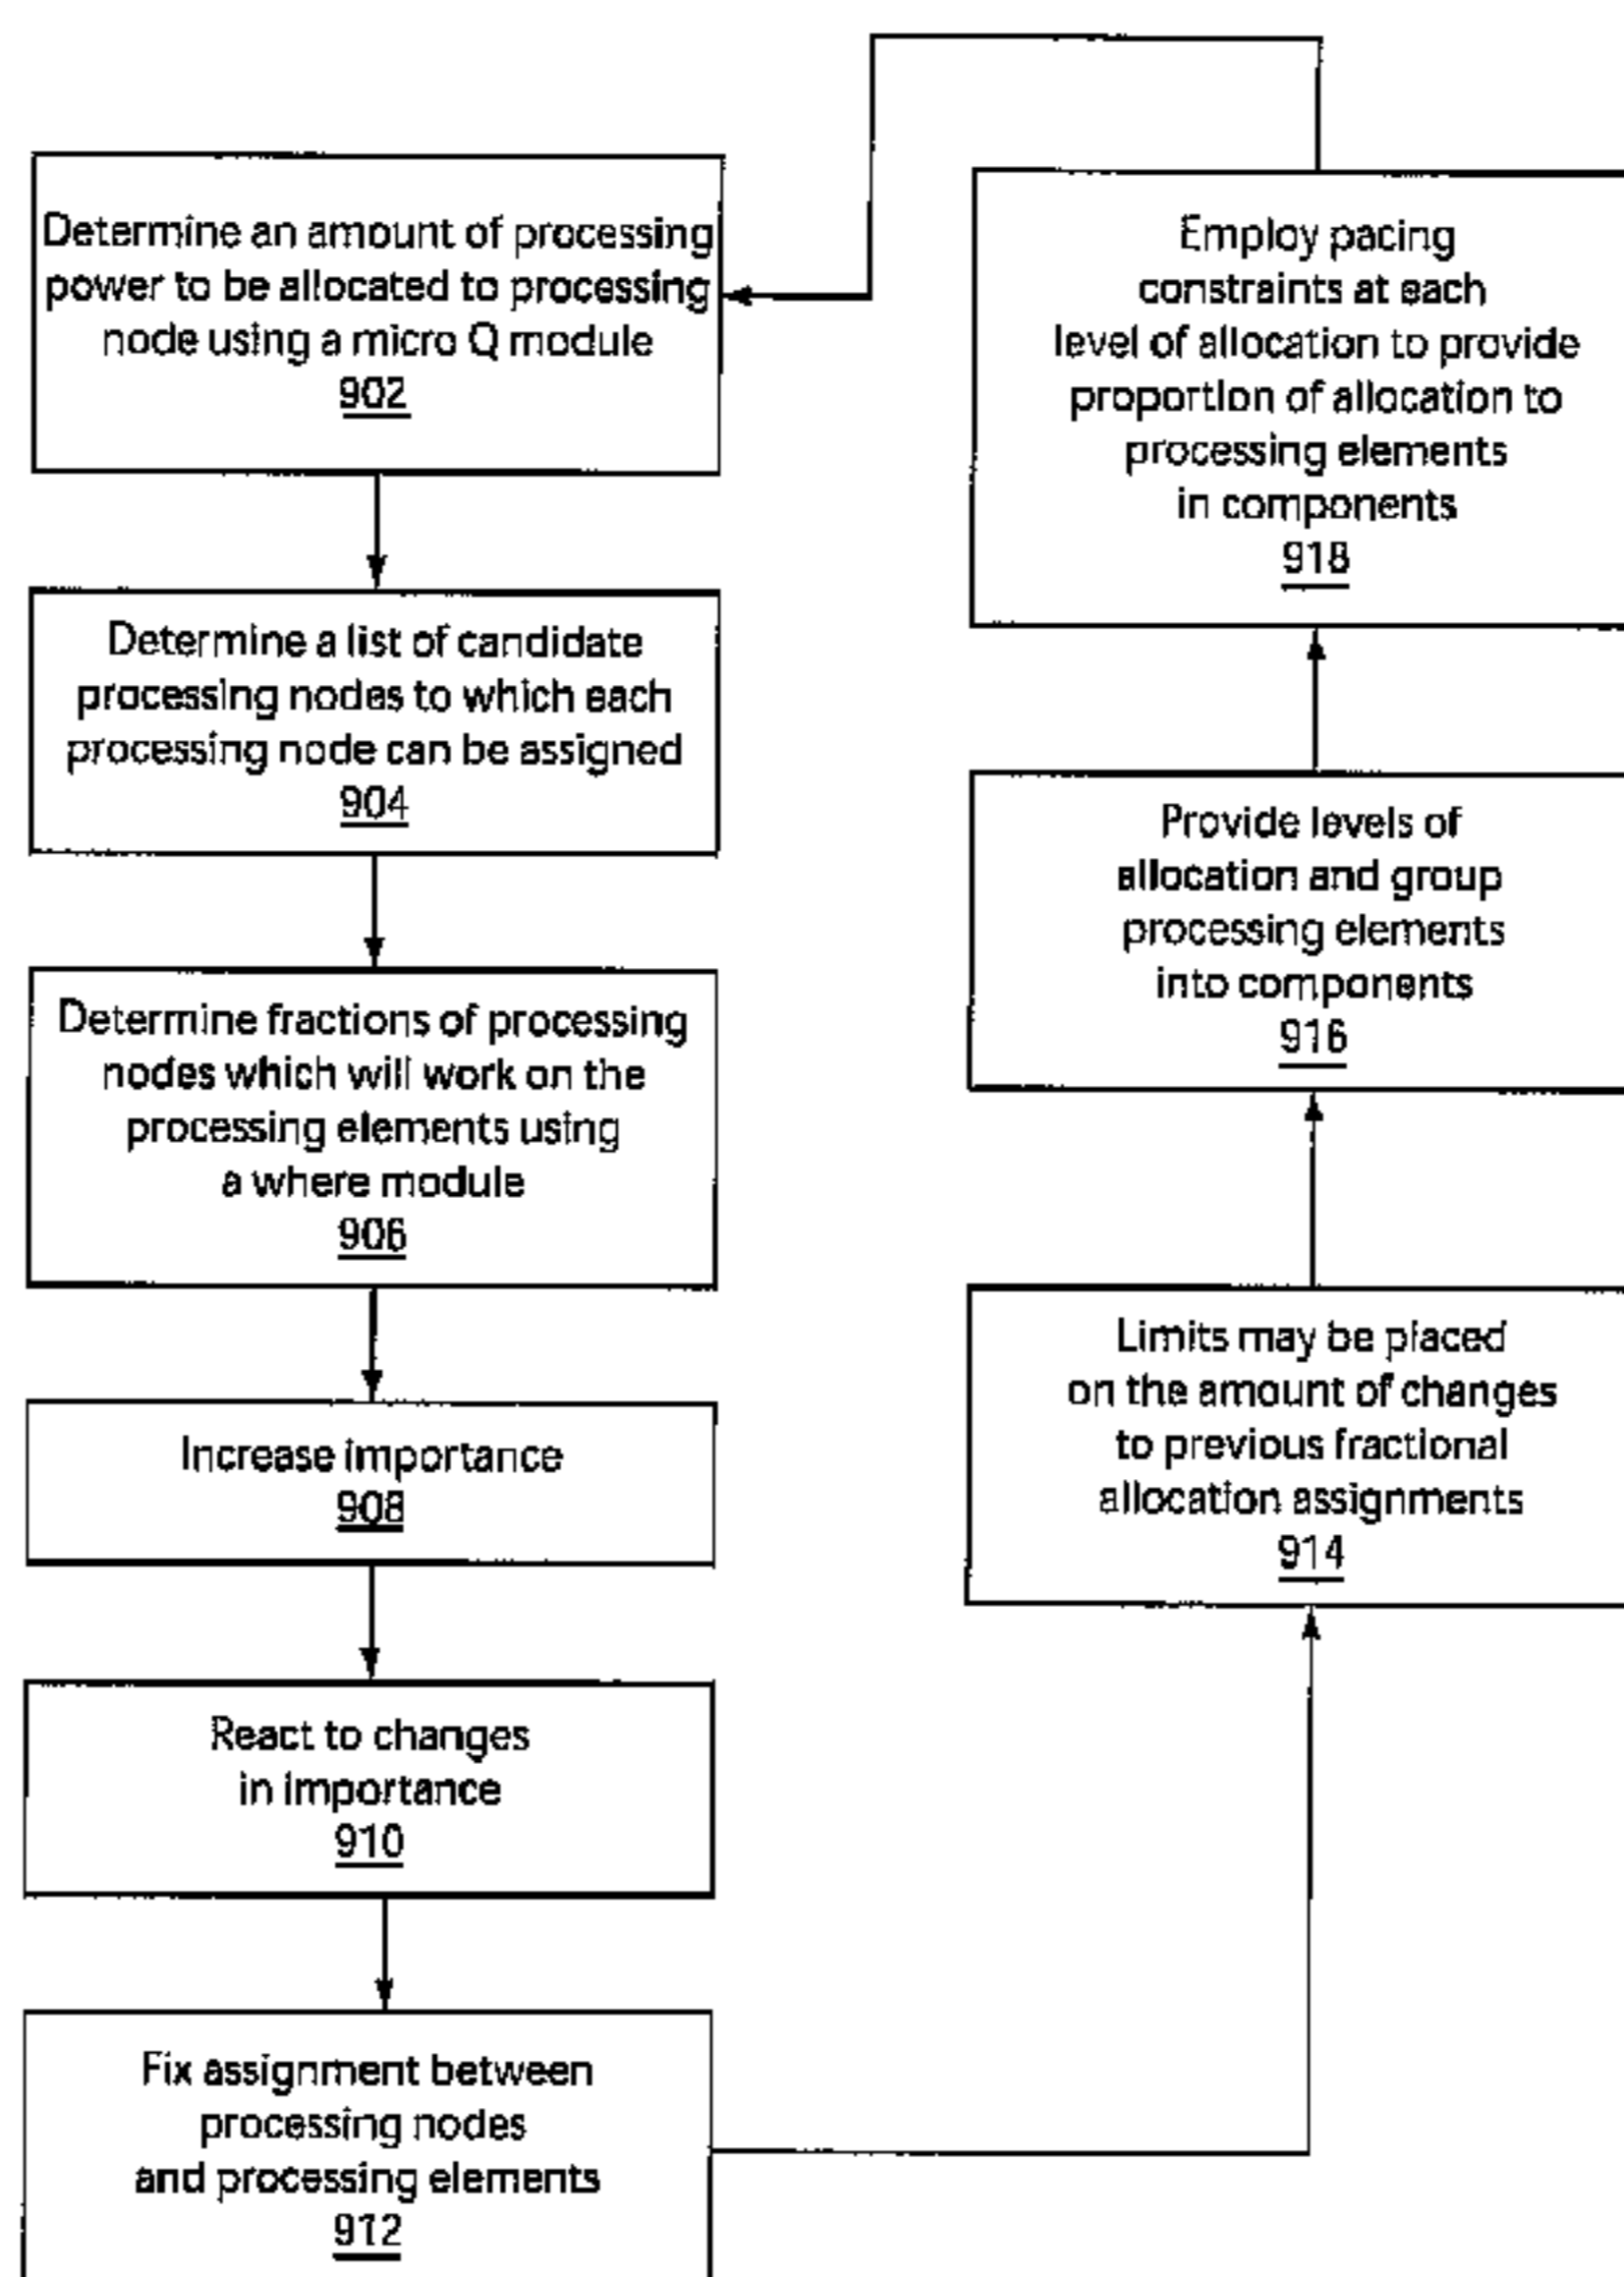 Determine an amount of processing
power to be allocated to processing
node using a micro Q module
902
Determine a list of candidate
processing nodes to which each
processing node can be assigned
904
Determine fractions of processing
nodes which will work on the
processing elements using
a where module
906
Increase importance
908
React to changes
in importance
910
Fix assignment between
processing nodes
and processing elements
912
Limits may be placed
on the amount of changes
to previous fractional
allocation assignments
914
Provide levels of
allocation and group
processing elements
into components
916
Employ pacing
constraints at each
level of allocation to provide
proportion of allocation to
processing elements
in components
918